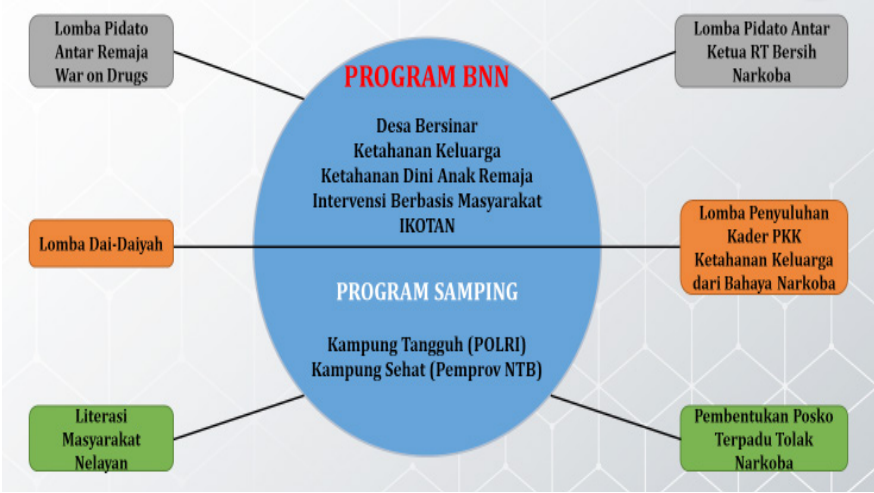 Lomba Pidato
Antar Remaja
War on Drugs
Lomba Pidato Antar
Ketua RT Bersih
Narkoba
PROGRAM BNN
Desa Bersinar
Ketahanan Keluarga
Ketahanan Dini Anak Remaja
Intervensi Berbasis Masyarakat
IKOTAN
Lomba Dai-Daiyah
Lomba Penyuluhan
Kader PKK
Ketahanan Keluarga
dari Bahaya Narkoba
PROGRAM SAMPING
Kampung Tangguh (POLRI)
Kampung Sehat (Pemprov NTB)
Literasi
Masyarakat
Nelayan
Pembentukan Posko
Terpadu Tolak
Narkoba